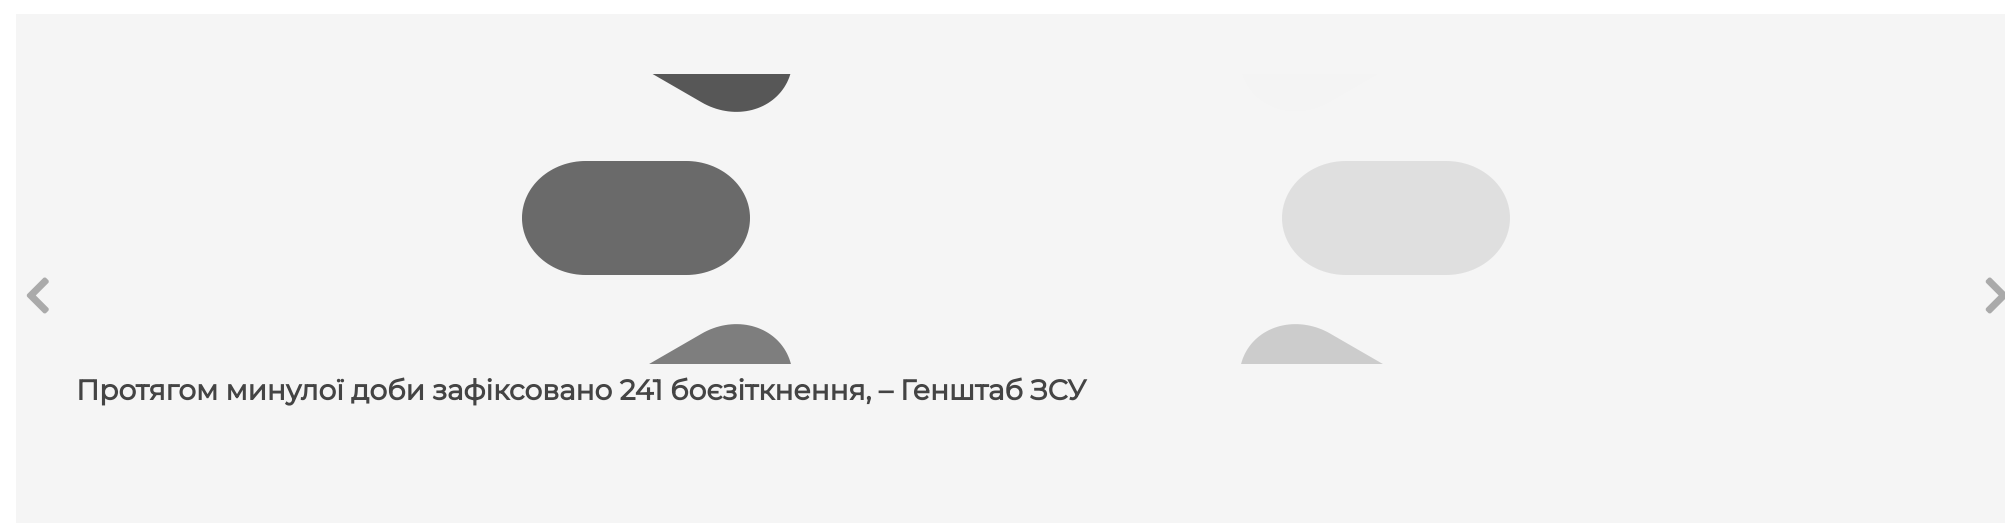 Протягом минулої доби зафіксовано 241 боєзіткнення, – Генштаб ЗСУ